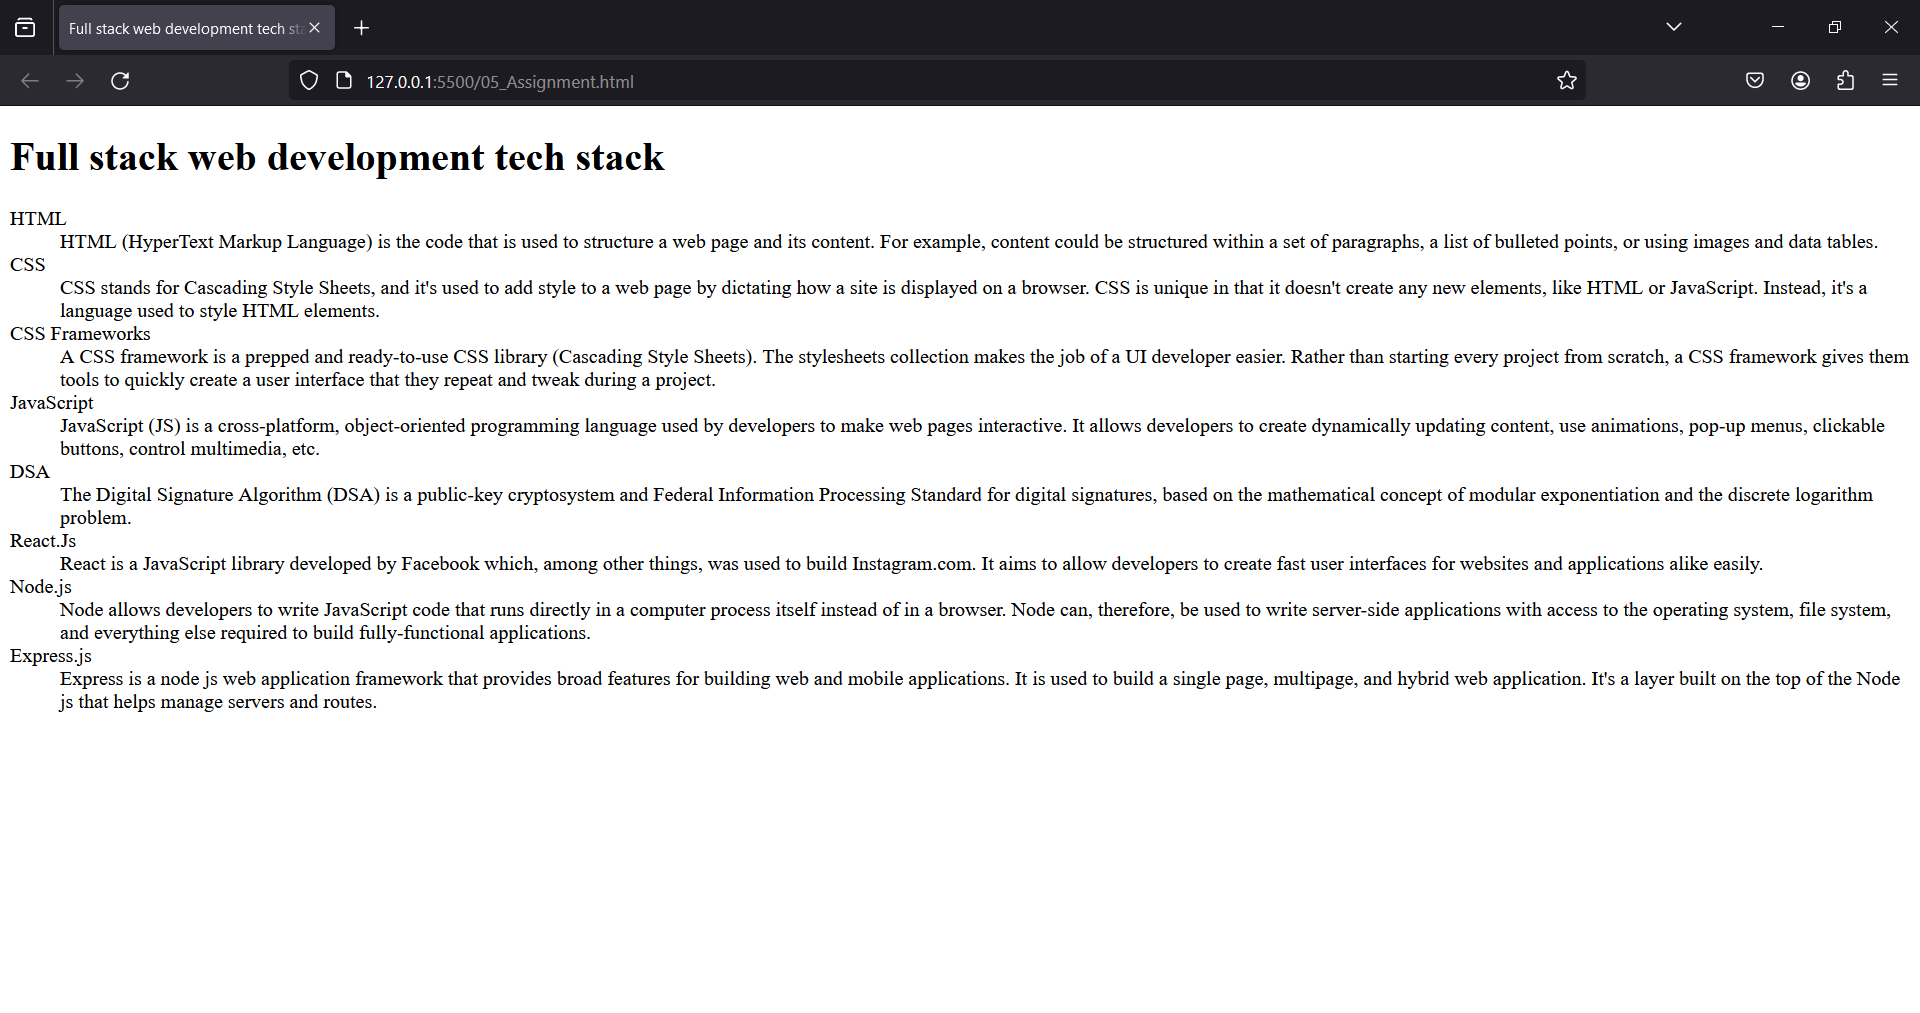 Full stack web development tech sta
127.0.0.1:5500/05_Assignment.html
Full stack web development tech stack
HTML
HTML (HyperText Markup Language) is the code that is used to structure a web page and its content. For example, content could be structured within a set of paragraphs, a list of bulleted points, or using images and data tables.
CSS
CSS stands for Cascading Style Sheets, and it's used to add style to a web page by dictating how a site is displayed on a browser. CSS is unique in that it doesn't create any new elements, like HTML or JavaScript. Instead, it's a
language used to style HTML elements.
CSS Frameworks
A CSS framework is a prepped and ready-to-use CSS library (Cascading Style Sheets). The stylesheets collection makes the job of a UI developer easier. Rather than starting every project from scratch, a CSS framework gives them
tools to quickly create a user interface that they repeat and tweak during a project.
JavaScript
JavaScript (JS) is a cross-platform, object-oriented programming language used by developers to make web pages interactive. It allows developers to create dynamically updating content, use animations, pop-up menus, clickable
buttons, control multimedia, etc.
DSA
The Digital Signature Algorithm (DSA) is a public-key cryptosystem and Federal Information Processing Standard for digital signatures, based on the mathematical concept of modular exponentiation and the discrete logarithm
problem.
React.Js
React is a JavaScript library developed by Facebook which, among other things, was used to build Instagram.com. It aims to allow developers to create fast user interfaces for websites and applications alike easily.
Node.js
Node allows developers to write JavaScript code that runs directly in a computer process itself instead of in a browser. Node can, therefore, be used to write server-side applications with access to the operating system, file system,
and everything else required to build fully-functional applications.
Express.js
Express is a node js web application framework that provides broad features for building web and mobile applications. It is used to build a single page, multipage, and hybrid web application. It's a layer built on the top of the Node
js that helps manage servers and routes.